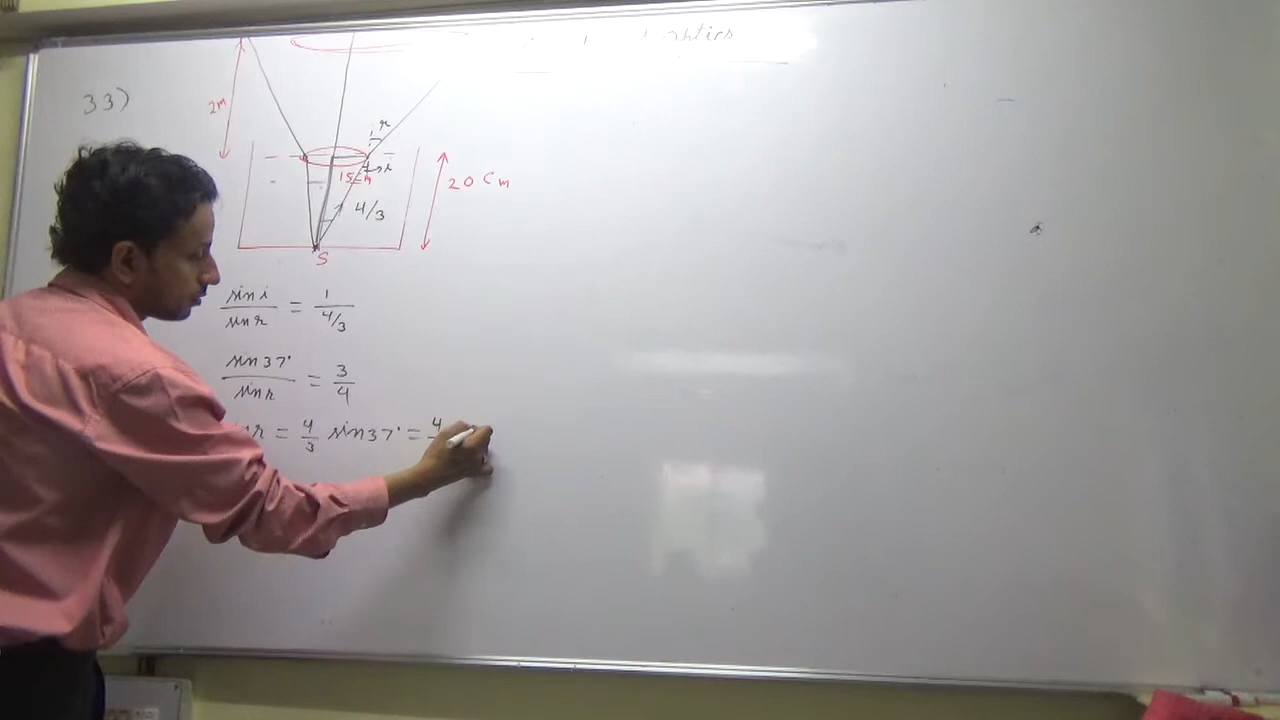 33)
2m
r
i
15cm
20 cm
4/3
S
sin i / sin r = 1 / 4/3
sin 37° / sin r = 3/4
r = 4/3 sin 37° = 4